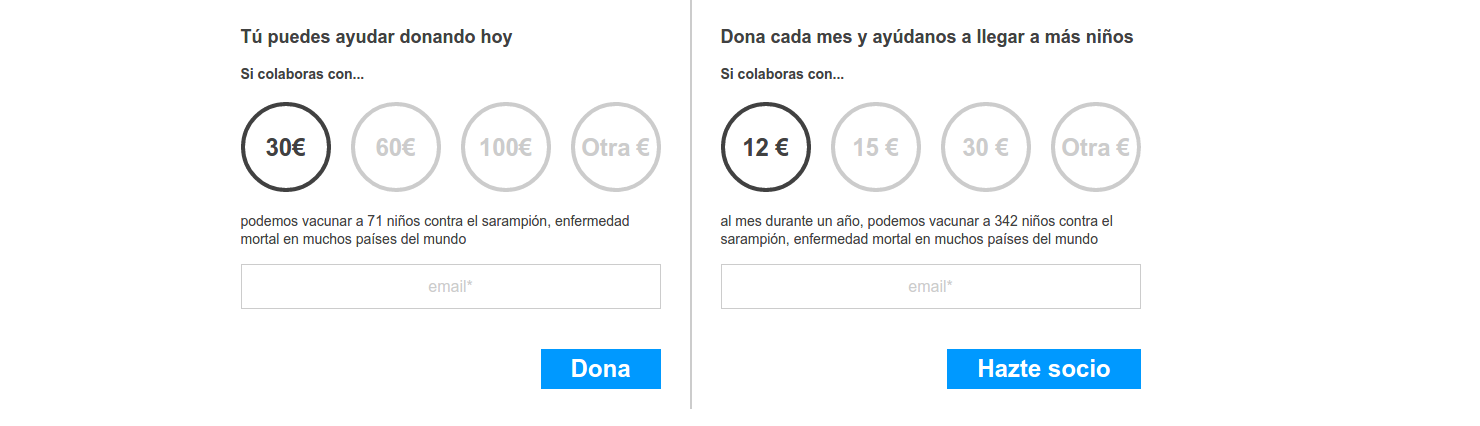 Tú puedes ayudar donando hoy
Si colaboras con...
30€ 60€ 100€ Otra €
podemos vacunar a 71 niños contra el sarampión, enfermedad
mortal en muchos países del mundo
email*
Dona
Dona cada mes y ayúdanos a llegar a más niños
Si colaboras con...
12 € 15 € 30 € Otra €
al mes durante un año, podemos vacunar a 342 niños contra el
sarampión, enfermedad mortal en muchos países del mundo
email*
Hazte socio